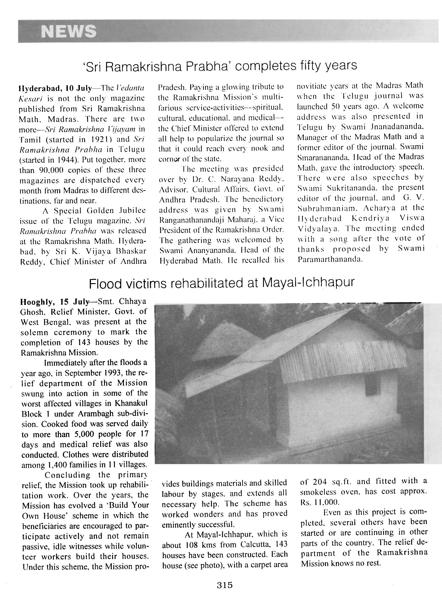 NEWS
'Sri Ramakrishna Prabha' completes fifty years
Hyderabad, 10 July—The Vedanta
Kesari is not the only magazine
published from Sri Ramakrishna
Math, Madras. There are two
more—Sri Ramakrishna Vijayam in
Tamil (started in 1921) and Sri
Ramakrishna Prabha in Telugu
(started in 1944). Put together, more
than 90,000 copies of these three
magazines are dispatched every
month from Madras to different des-
tinations, far and near.
A Special Golden Jubilee
issue of the Telugu magazine, Sri
Ramakrishna Prabha was released
at the Ramakrishna Math, Hydera-
bad, by Sri K. Vijaya Bhaskar
Reddy, Chief Minister of Andhra
Pradesh. Paying a glowing tribute to
the Ramakrishna Mission's multi-
farious service-activities—spiritual,
cultural, educational, and medical—
the Chief Minister offered to extend
all help to popularize the journal so
that it could reach every nook and
corner of the state.
The meeting was presided
over by Dr. C. Narayana Reddy,
Advisor, Cultural Affairs, Govt. of
Andhra Pradesh. The benedictory
address was given by Swami
Ranganathanandaji Maharaj, a Vice
President of the Ramakrishna Order.
The gathering was welcomed by
Swami Ananyananda, Head of the
Hyderabad Math. He recalled his
novitiate years at the Madras Math
when the Telugu journal was
launched 50 years ago. A welcome
address was also presented in
Telugu by Swami Jnanadananda,
Manager of the Madras Math and a
former editor of the journal. Swami
Smaranananda, Head of the Madras
Math, gave the introductory speech.
There were also speeches by
Swami Sukritananda, the present
editor of the journal, and G. V.
Subrahmaniam, Acharya at the
Hyderabad Kendriya Viswa
Vidyalaya. The meeting ended
with a song after the vote of
thanks proposed by Swami
Paramarthananda.
Flood victims rehabilitated at Mayal-Ichhapur
Hooghly, 15 July—Smt. Chhaya
Ghosh, Relief Minister, Govt. of
West Bengal, was present at the
solemn ceremony to mark the
completion of 143 houses by the
Ramakrishna Mission.
Immediately after the floods a
year ago, in September 1993, the re-
lief department of the Mission
swung into action in some of the
worst affected villages in Khanakul
Block 1 under Arambagh sub-divi-
sion. Cooked food was served daily
to more than 5,000 people for 17
days and medical relief was also
conducted. Clothes were distributed
among 1,400 families in 11 villages.
Concluding the primary
relief, the Mission took up rehabili-
tation work. Over the years, the
Mission has evolved a 'Build Your
Own House' scheme in which the
beneficiaries are encouraged to par-
ticipate actively and not remain
passive, idle witnesses while volun-
teer workers build their houses.
Under this scheme, the Mission pro-
vides buildings materials and skilled
labour by stages, and extends all
necessary help. The scheme has
worked wonders and has proved
eminently successful.
At Mayal-Ichhapur, which is
about 108 kms from Calcutta, 143
houses have been constructed. Each
house (see photo), with a carpet area
of 204 sq.ft. and fitted with a
smokeless oven, has cost approx.
Rs. 11,000.
Even as this project is com-
pleted, several others have been
started or are continuing in other
parts of the country. The relief de-
partment of the Ramakrishna
Mission knows no rest.
315